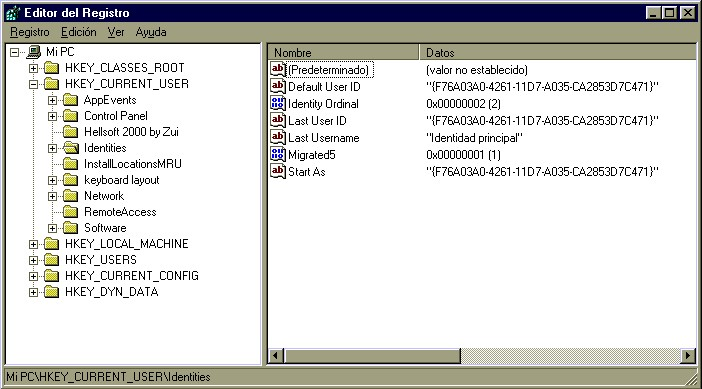 Editor del Registro
Registro Edición Ver Ayuda
Mi PC
HKEY_CLASSES_ROOT
HKEY_CURRENT_USER
AppEvents
Control Panel
Hellsoft 2000 by Zui
Identities
InstallLocationsMRU
keyboard layout
Network
RemoteAccess
Software
HKEY_LOCAL_MACHINE
HKEY_USERS
HKEY_CURRENT_CONFIG
HKEY_DYN_DATA
Nombre Datos
(Predeterminado) (valor no establecido)
Default User ID "{F76A03A0-4261-11D7-A035-CA2853D7C471}"
Identity Ordinal 0x00000002 (2)
Last User ID "{F76A03A0-4261-11D7-A035-CA2853D7C471}"
Last Username "Identidad principal"
Migrated5 0x00000001 (1)
Start As "{F76A03A0-4261-11D7-A035-CA2853D7C471}"
Mi PC\HKEY_CURRENT_USER\Identities